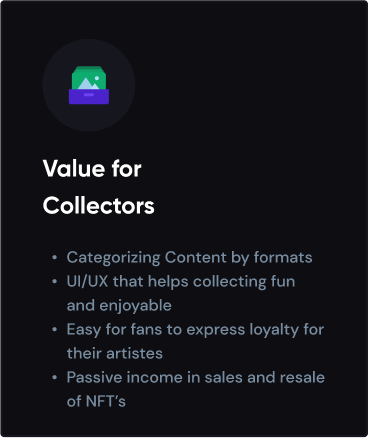 Value for
Collectors
• Categorizing Content by formats
• UI/UX that helps collecting fun
and enjoyable
• Easy for fans to express loyalty for
their artistes
• Passive income in sales and resale
of NFT’s